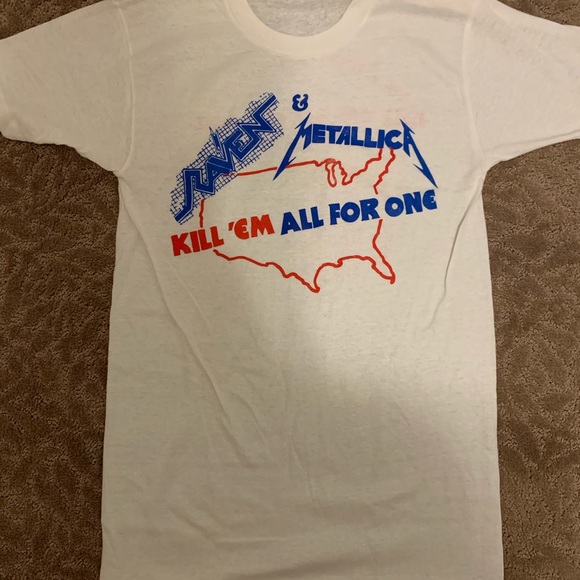 RAVEN & METALLICA
KILL 'EM ALL FOR ONE